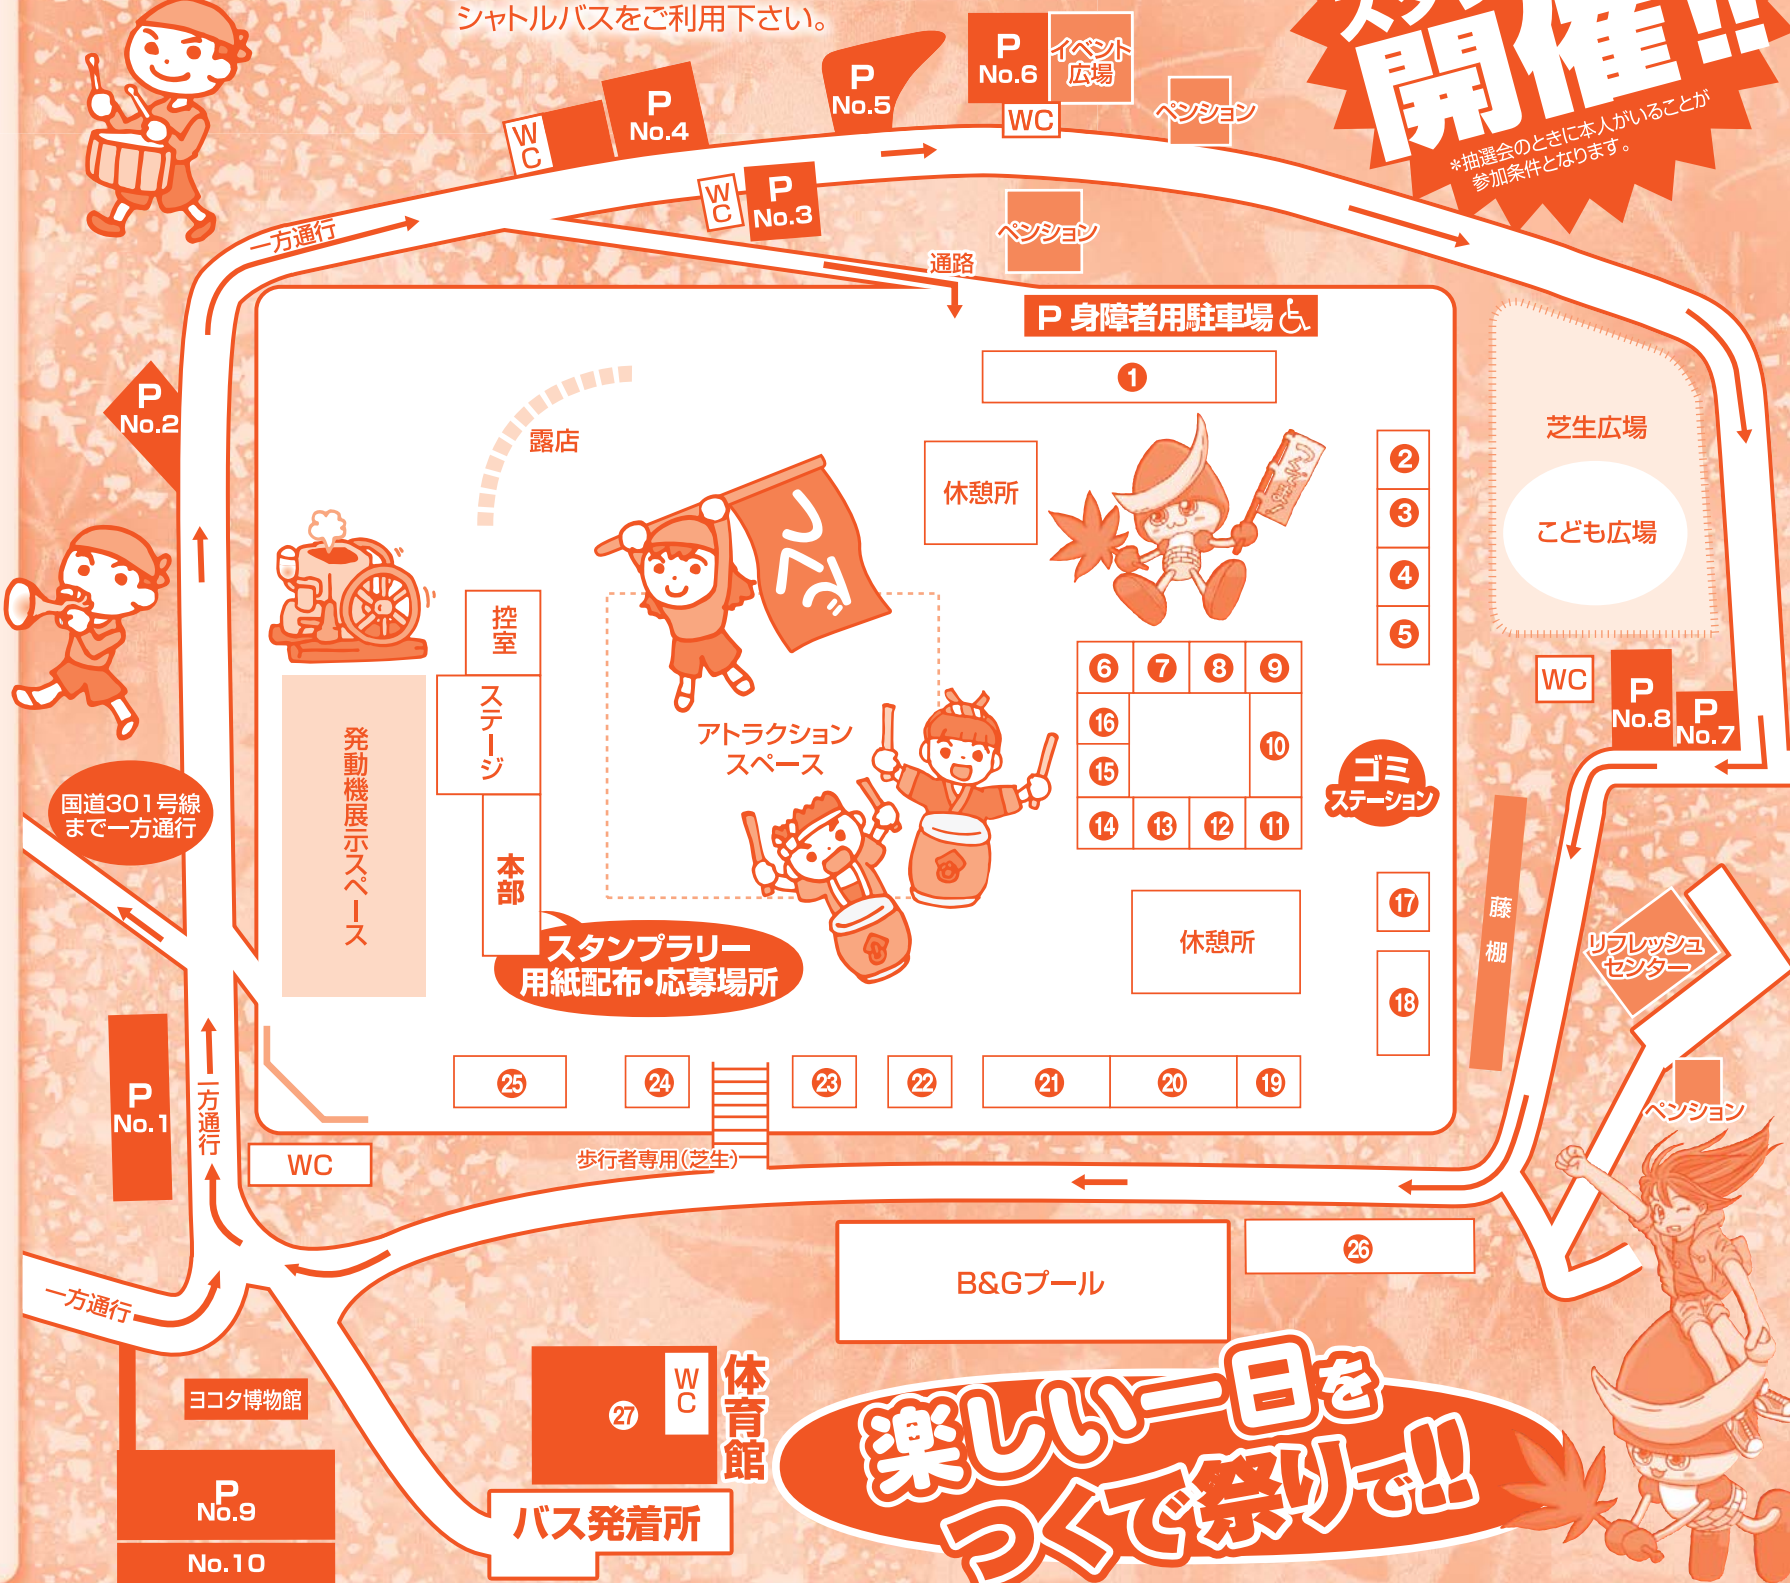 シャトルバスをご利用下さい。
開催!!
*抽選会のときに本人がいることが
参加条件となります。
P
No.6
イベント
広場
WC
ペンション
P
No.5
P
No.4
WC
WC
P
No.3
ペンション
一方通行
通路
P 身障者用駐車場
1
P
No.2
露店
休憩所
つくで
2
3
4
5
芝生広場
こども広場
控室
ステージ
本部
発動機展示スペース
アトラクション
スペース
6
7
8
9
16
10
15
14
13
12
11
WC
P
No.8
P
No.7
ゴミ
ステーション
国道301号線
まで一方通行
スタンプラリー
用紙配布・応募場所
休憩所
17
18
藤棚
リフレッシュ
センター
ペンション
P
No.1
一方通行
25
24
23
22
21
20
19
WC
歩行者専用(芝生)
26
B&Gプール
一方通行
ヨコタ博物館
P
No.9
No.10
27
WC
体育館
バス発着所
楽しい一日を
つくで祭りで!!